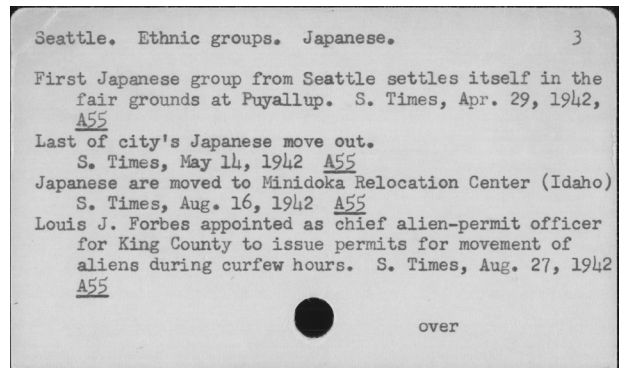 Seattle. Ethnic groups. Japanese. 3
First Japanese group from Seattle settles itself in the
fair grounds at Puyallup. S. Times, Apr. 29, 1942,
A55
Last of city's Japanese move out.
S. Times, May 14, 1942 A55
Japanese are moved to Minidoka Relocation Center (Idaho)
S. Times, Aug. 16, 1942 A55
Louis J. Forbes appointed as chief alien-permit officer
for King County to issue permits for movement of
aliens during curfew hours. S. Times, Aug. 27, 1942
A55
over